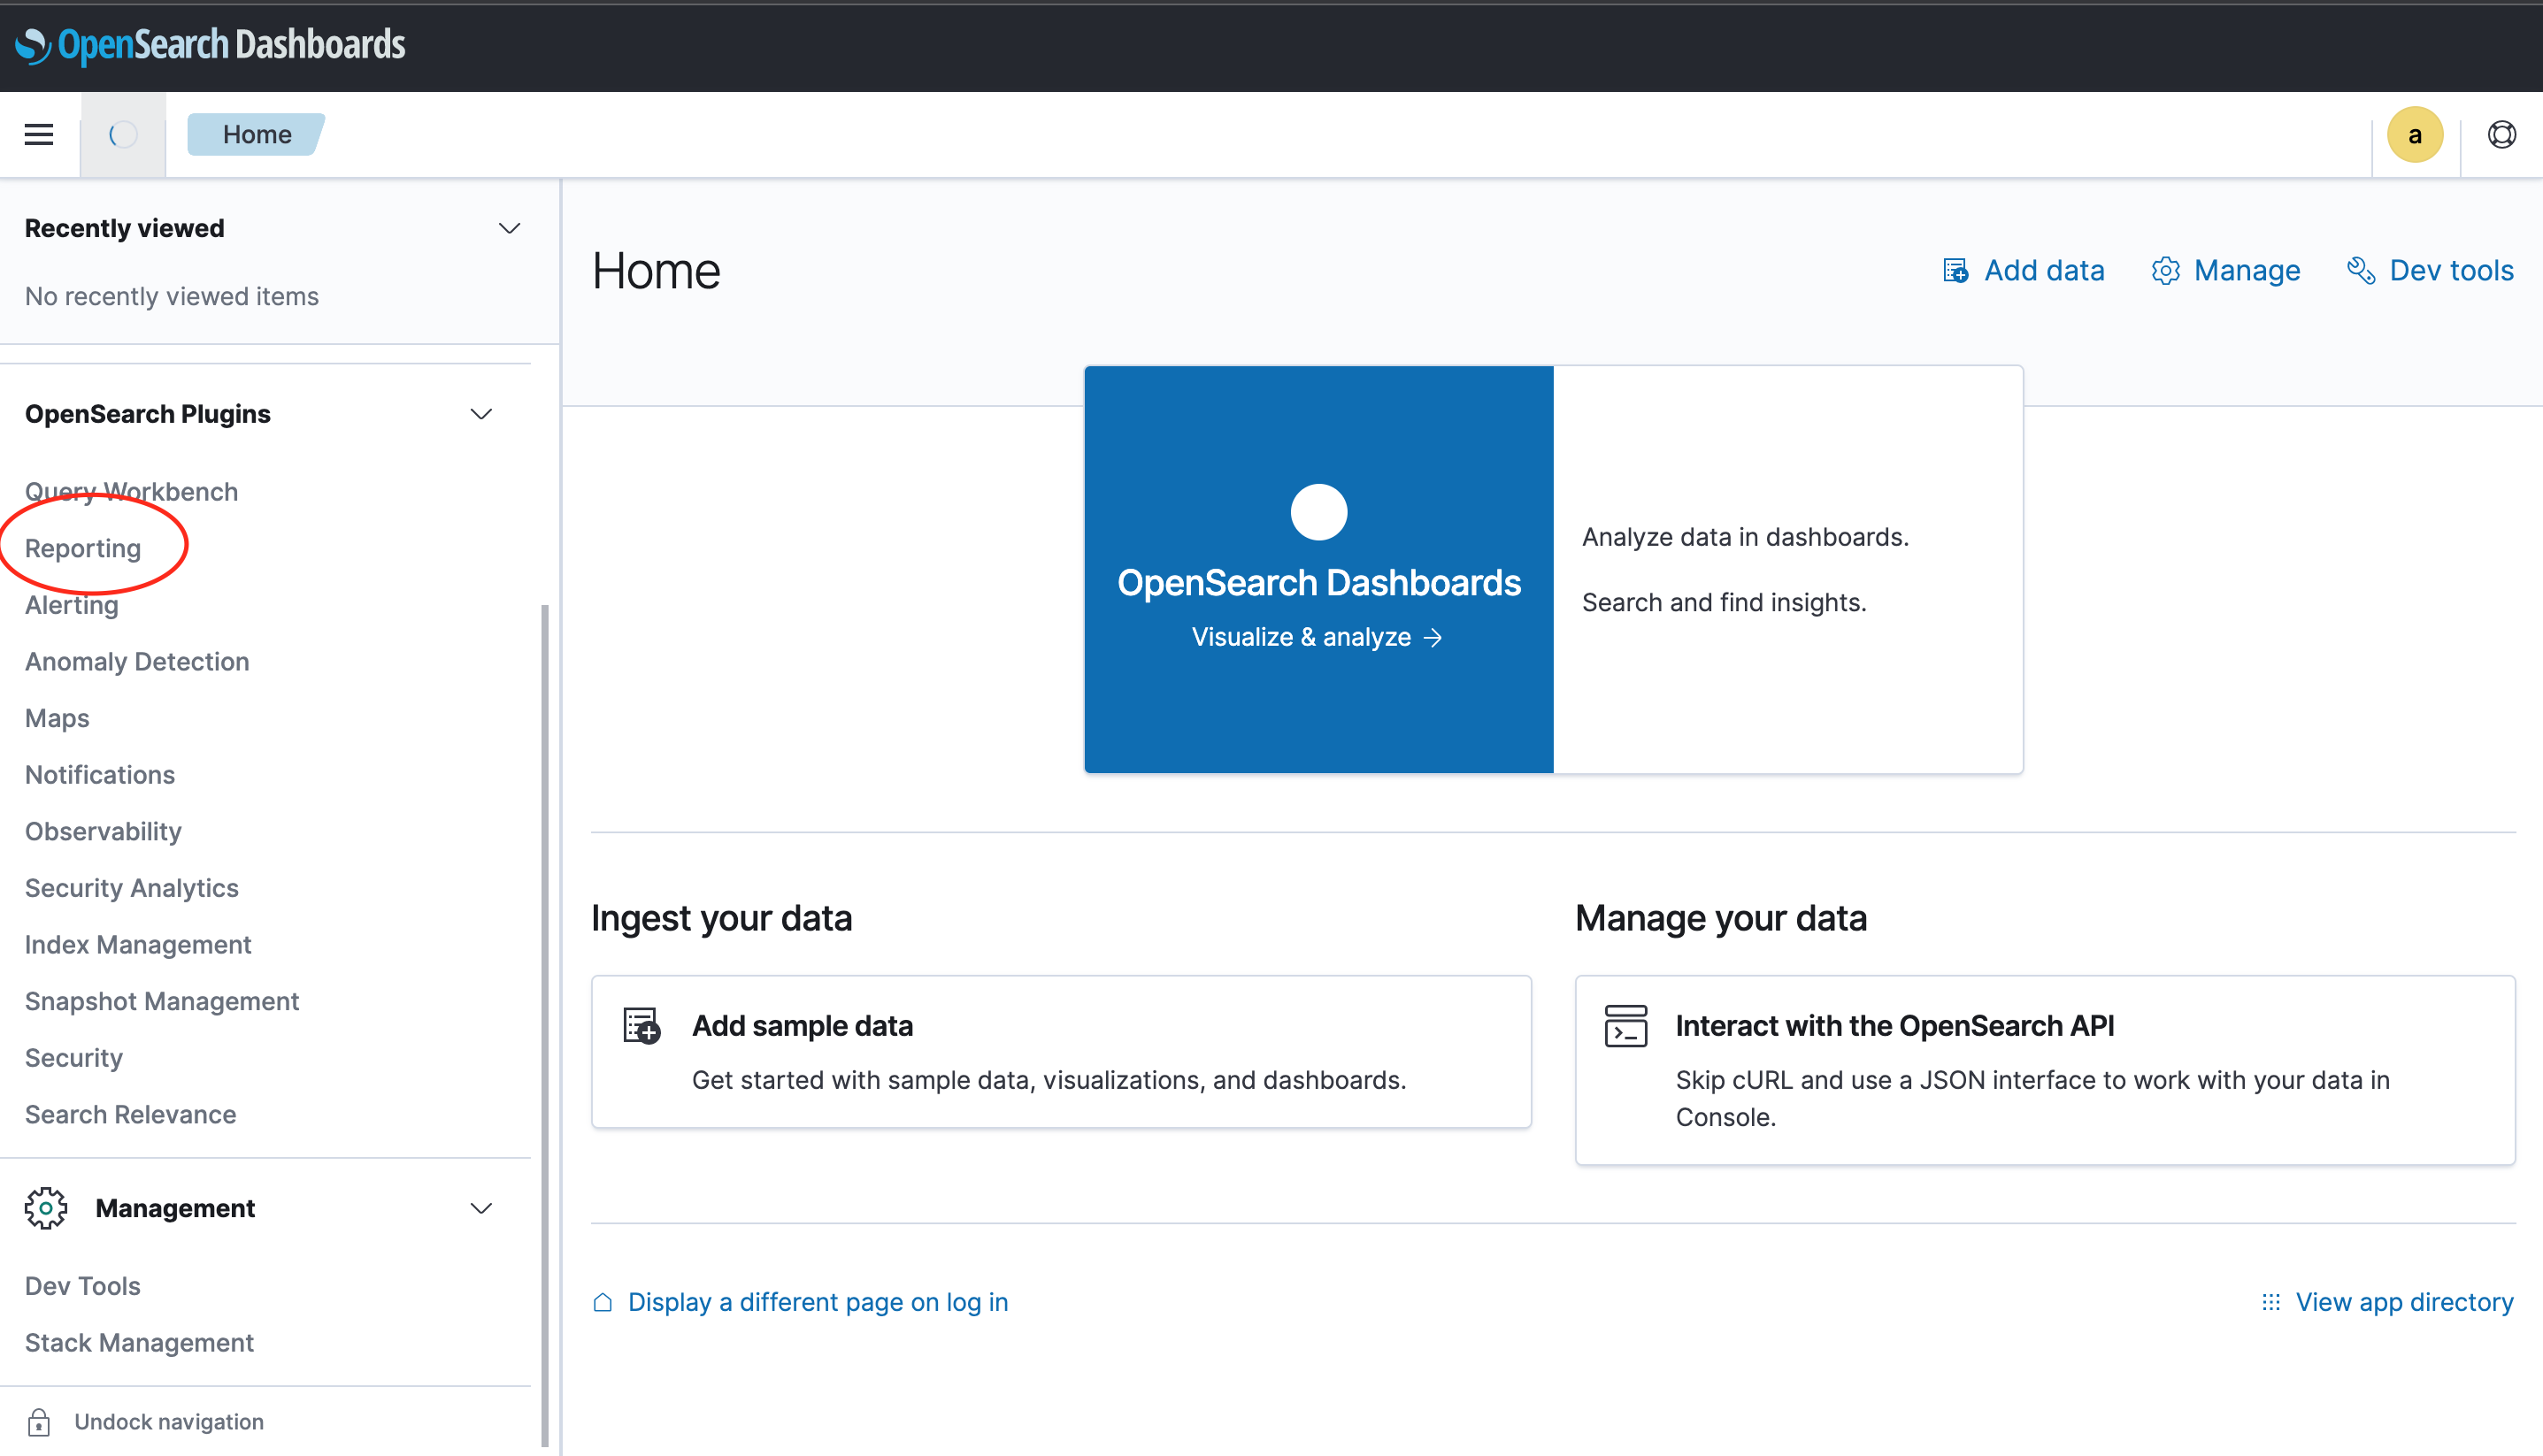 OpenSearch Dashboards
Home
a
Recently viewed
No recently viewed items
OpenSearch Plugins
Query Workbench
Reporting
Alerting
Anomaly Detection
Maps
Notifications
Observability
Security Analytics
Index Management
Snapshot Management
Security
Search Relevance
Management
Dev Tools
Stack Management
Undock navigation
Home
Add data
Manage
Dev tools
OpenSearch Dashboards
Visualize & analyze →
Analyze data in dashboards.
Search and find insights.
Ingest your data
Add sample data
Get started with sample data, visualizations, and dashboards.
Manage your data
Interact with the OpenSearch API
Skip cURL and use a JSON interface to work with your data in
Console.
Display a different page on log in
View app directory